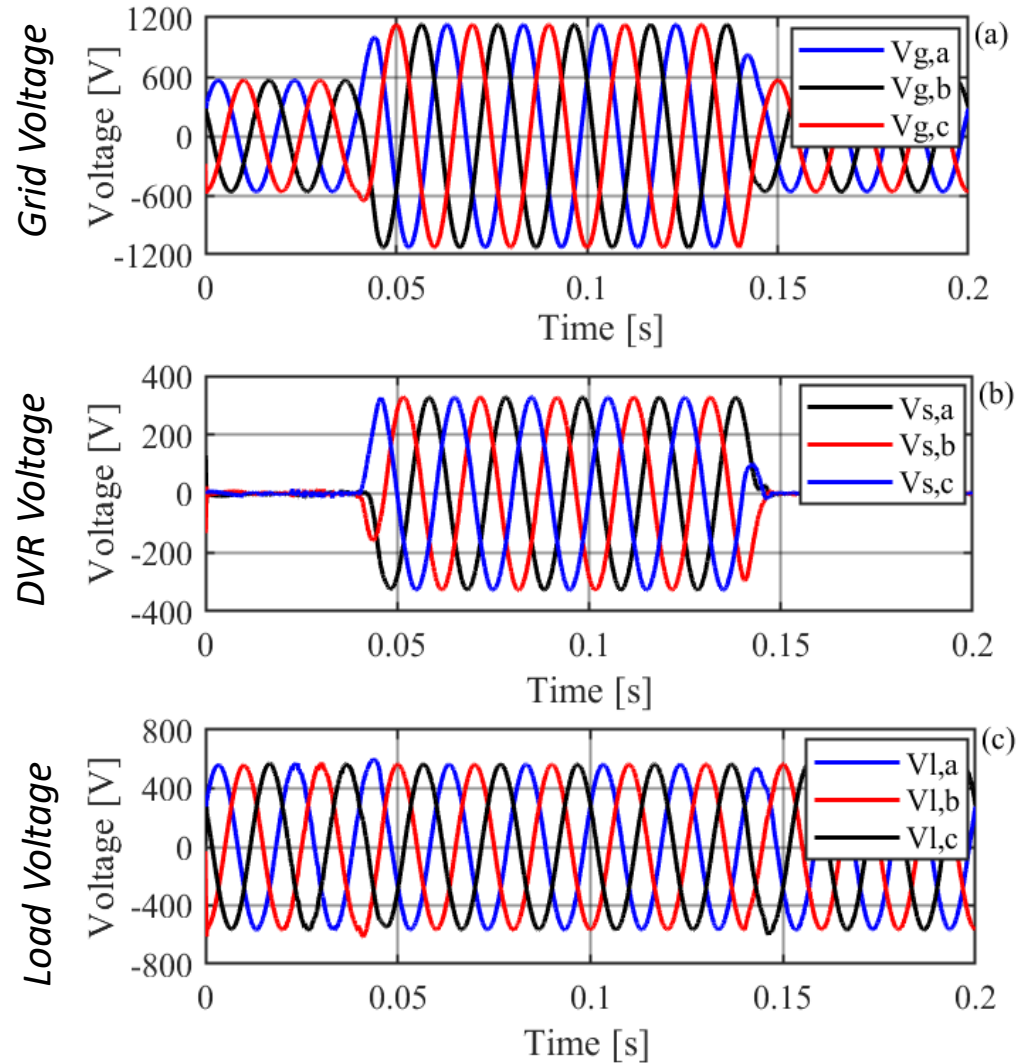 Grid Voltage
Voltage [V]
1200
600
0
-600
-1200
(a)
Vg,a
Vg,b
Vg,c
0 0.05 0.1 0.15 0.2
Time [s]
DVR Voltage
Voltage [V]
400
200
0
-200
-400
(b)
Vs,a
Vs,b
Vs,c
0 0.05 0.1 0.15 0.2
Time [s]
Load Voltage
Voltage [V]
800
400
0
-400
-800
(c)
Vl,a
Vl,b
Vl,c
0 0.05 0.1 0.15 0.2
Time [s]